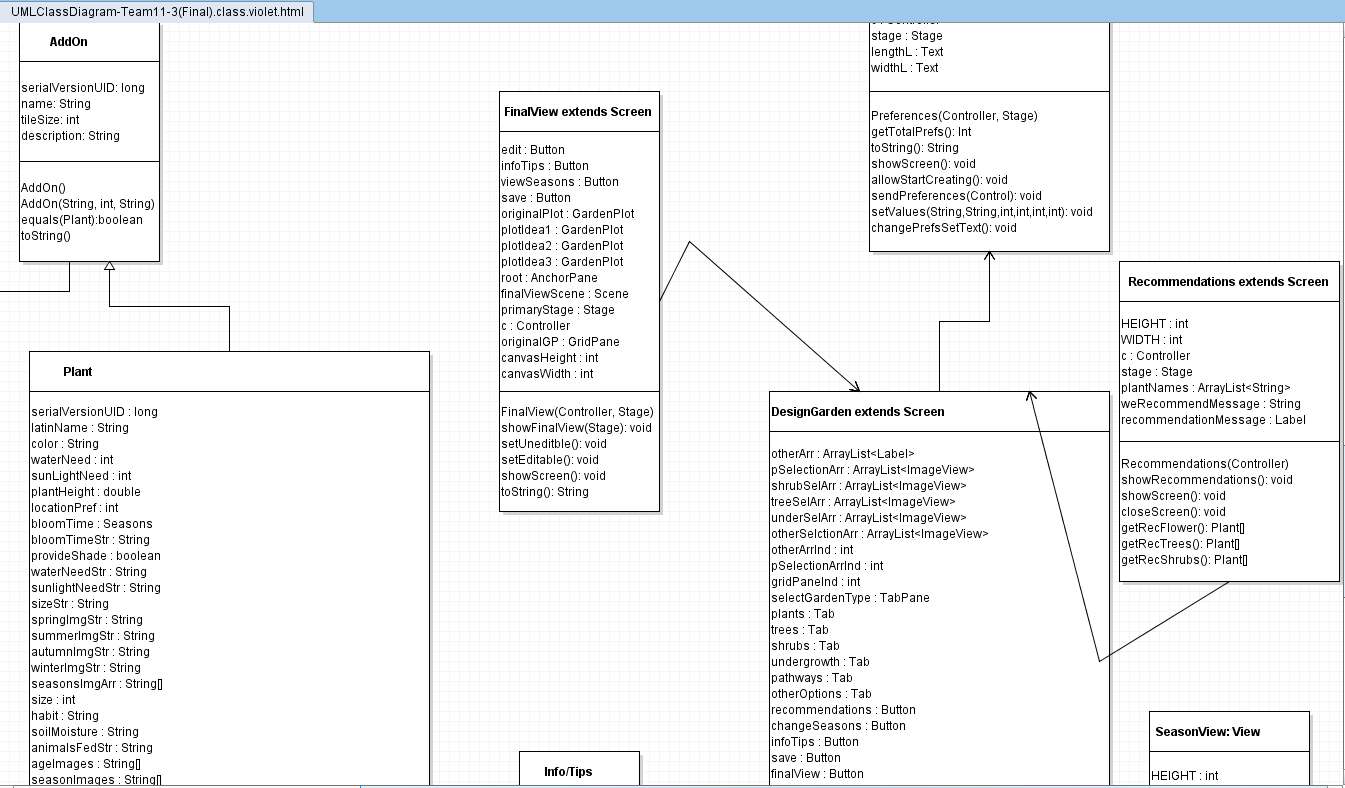 UMLClassDiagram-Team11-3(Final).class.violet.html
AddOn
serialVersionUID: long
name: String
tileSize: int
description: String
AddOn()
AddOn(String, int, String)
equals(Plant):boolean
toString()
Plant
serialVersionUID : long
latinName : String
color : String
waterNeed : int
sunLightNeed : int
plantHeight : double
locationPref : int
bloomTime : Seasons
bloomTimeStr : String
provideShade : boolean
waterNeedStr : String
sunlightNeedStr : String
sizeStr : String
springImgStr : String
summerImgStr : String
autumnImgStr : String
winterImgStr : String
seasonsImgArr : String[]
size : int
habit : String
soilMoisture : String
animalsFedStr : String
ageImages : String[]
seasonImages : String[]
FinalView extends Screen
edit : Button
infoTips : Button
viewSeasons : Button
save : Button
originalPlot : GardenPlot
plotIdea1 : GardenPlot
plotIdea2 : GardenPlot
plotIdea3 : GardenPlot
root : AnchorPane
finalViewScene : Scene
primaryStage : Stage
c : Controller
originalGP : GridPane
canvasHeight : int
canvasWidth : int
FinalView(Controller, Stage)
showFinalView(Stage): void
setUneditble(): void
setEditable(): void
showScreen(): void
toString(): String
Info/Tips
stage : Stage
lengthL : Text
widthL : Text
Preferences(Controller, Stage)
getTotalPrefs(): Int
toString(): String
showScreen(): void
allowStartCreating(): void
sendPreferences(Control): void
setValues(String,String,int,int,int,int): void
changePrefsSetText(): void
DesignGarden extends Screen
otherArr : ArrayList<Label>
pSelectionArr : ArrayList<ImageView>
shrubSelArr : ArrayList<ImageView>
treeSelArr : ArrayList<ImageView>
underSelArr : ArrayList<ImageView>
otherSelctionArr : ArrayList<ImageView>
otherArrInd : int
pSelectionArrInd : int
gridPaneInd : int
selectGardenType : TabPane
plants : Tab
trees : Tab
shrubs : Tab
undergrowth : Tab
pathways : Tab
otherOptions : Tab
recommendations : Button
changeSeasons : Button
infoTips : Button
save : Button
finalView : Button
Recommendations extends Screen
HEIGHT : int
WIDTH : int
c : Controller
stage : Stage
plantNames : ArrayList<String>
weRecommendMessage : String
recommendationMessage : Label
Recommendations(Controller)
showRecommendations(): void
showScreen(): void
closeScreen(): void
getRecFlower(): Plant[]
getRecTrees(): Plant[]
getRecShrubs(): Plant[]
SeasonView: View
HEIGHT : int